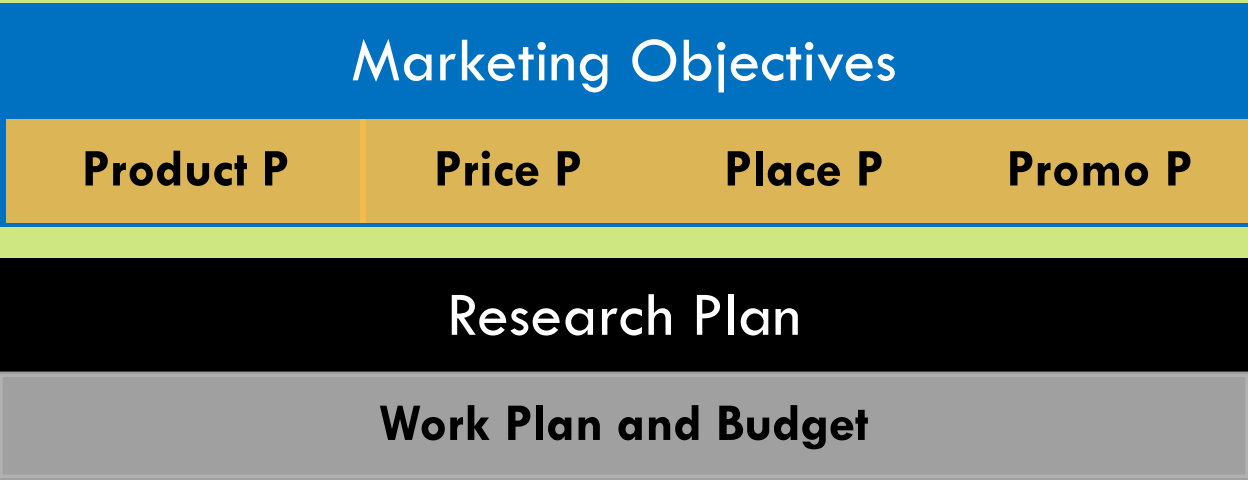 Marketing Objectives
Product P Price P Place P Promo P
Research Plan
Work Plan and Budget